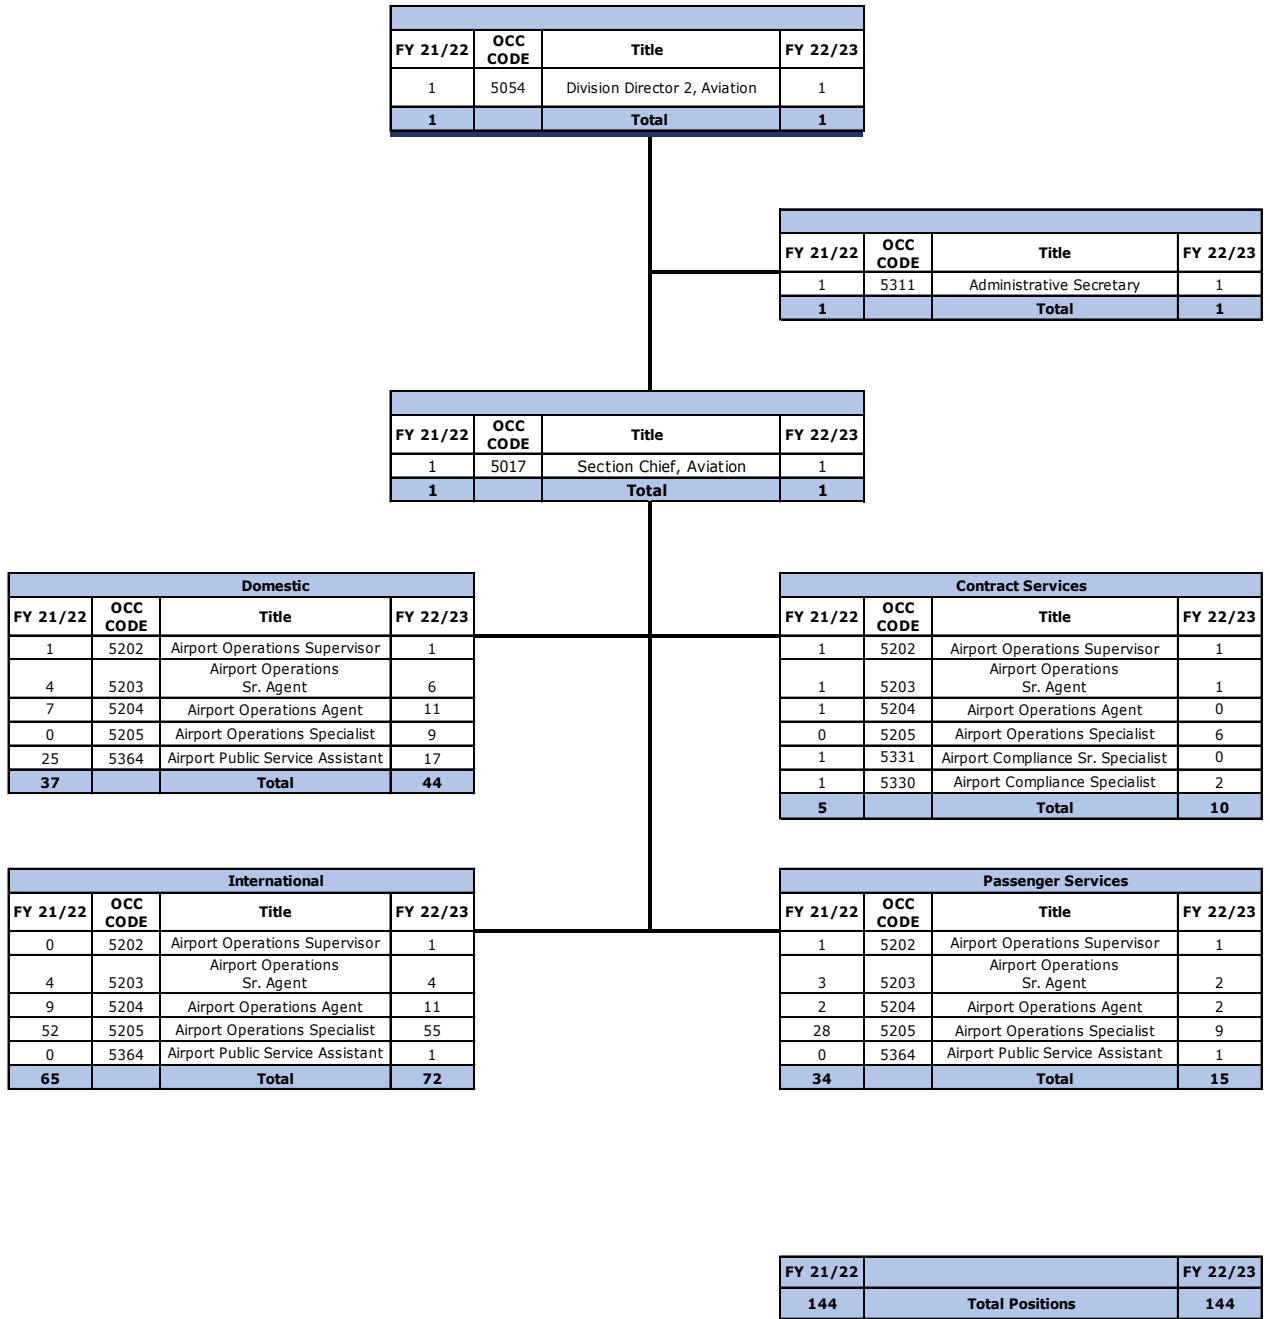 FY 21/22 OCC CODE Title FY 22/23
1 5054 Division Director 2, Aviation 1
1 Total 1
FY 21/22 OCC CODE Title FY 22/23
1 5311 Administrative Secretary 1
1 Total 1
FY 21/22 OCC CODE Title FY 22/23
1 5017 Section Chief, Aviation 1
1 Total 1
Domestic
FY 21/22 OCC CODE Title FY 22/23
1 5202 Airport Operations Supervisor 1
4 5203 Airport Operations Sr. Agent 6
7 5204 Airport Operations Agent 11
0 5205 Airport Operations Specialist 9
25 5364 Airport Public Service Assistant 17
37 Total 44
Contract Services
FY 21/22 OCC CODE Title FY 22/23
1 5202 Airport Operations Supervisor 1
1 5203 Airport Operations Sr. Agent 1
1 5204 Airport Operations Agent 0
0 5205 Airport Operations Specialist 6
1 5331 Airport Compliance Sr. Specialist 0
1 5330 Airport Compliance Specialist 2
5 Total 10
International
FY 21/22 OCC CODE Title FY 22/23
0 5202 Airport Operations Supervisor 1
4 5203 Airport Operations Sr. Agent 4
9 5204 Airport Operations Agent 11
52 5205 Airport Operations Specialist 55
0 5364 Airport Public Service Assistant 1
65 Total 72
Passenger Services
FY 21/22 OCC CODE Title FY 22/23
1 5202 Airport Operations Supervisor 1
3 5203 Airport Operations Sr. Agent 2
2 5204 Airport Operations Agent 2
28 5205 Airport Operations Specialist 9
0 5364 Airport Public Service Assistant 1
34 Total 15
FY 21/22 FY 22/23
144 Total Positions 144